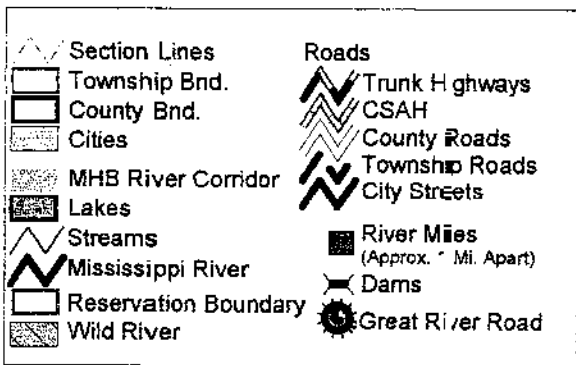 Section Lines
Township Bnd.
County Bnd.
Cities
MHB River Corridor
Lakes
Streams
Mississippi River
Reservation Boundary
Wild River
Roads
Trunk Highways
CSAH
County Roads
Township Roads
City Streets
River Miles
(Approx. 1 Mi. Apart)
Dams
Great River Road